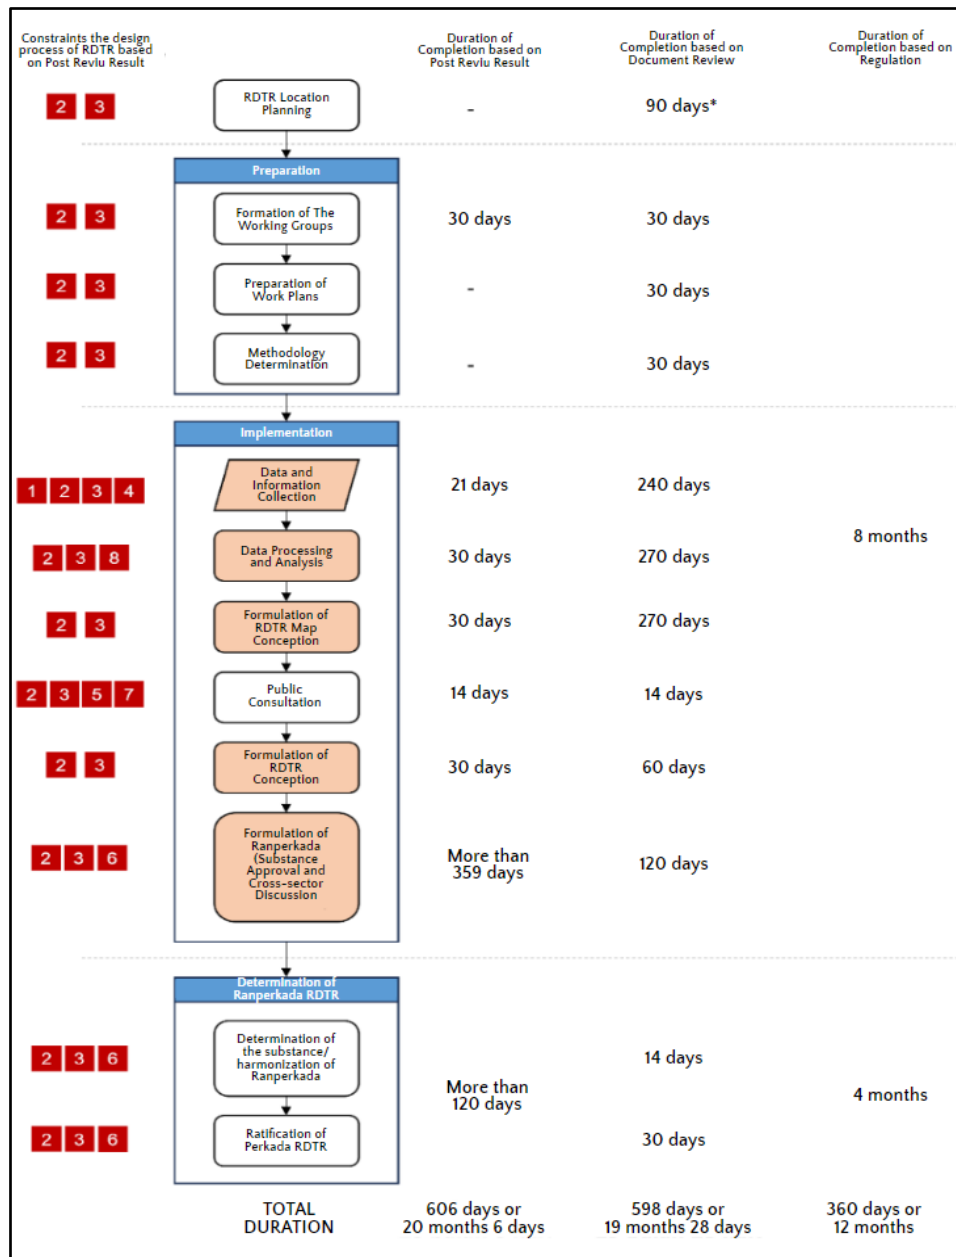 Constraints the design
process of RDTR based
on Post Reviu Result
Duration of
Completion based on
Post Reviu Result
Duration of
Completion based on
Document Review
Duration of
Completion based on
Regulation
2 3
RDTR Location
Planning
-
90 days*
Preparation
2 3
Formation of The
Working Groups
30 days
30 days
2 3
Preparation of
Work Plans
-
30 days
2 3
Methodology
Determination
-
30 days
Implementation
1 2 3 4
Data and
Information
Collection
21 days
240 days
8 months
2 3 8
Data Processing
and Analysis
30 days
270 days
2 3
Formulation of
RDTR Map
Conception
30 days
270 days
2 3 5 7
Public
Consultation
14 days
14 days
2 3
Formulation of
RDTR
Conception
30 days
60 days
2 3 6
Formulation of
Ranperkada
(Substance
Approval and
Cross-sector
Discussion
More than
359 days
120 days
Determination of
Ranperkada RDTR
2 3 6
Determination of
the substance/
harmonization of
Ranperkada
14 days
More than
120 days
4 months
2 3 6
Ratification of
Perkada RDTR
30 days
TOTAL
DURATION
606 days or
20 months 6 days
598 days or
19 months 28 days
360 days or
12 months